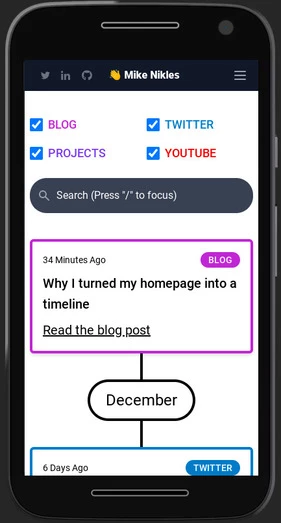 👋 Mike Nikles
BLOG
TWITTER
PROJECTS
YOUTUBE
Search (Press "/" to focus)
34 Minutes Ago
BLOG
Why I turned my homepage into a
timeline
Read the blog post
December
6 Days Ago
TWITTER